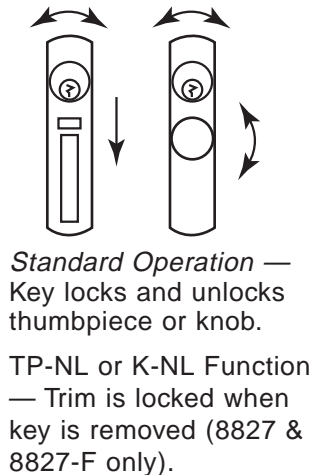 Standard Operation —
Key locks and unlocks
thumbpiece or knob.
TP-NL or K-NL Function
— Trim is locked when
key is removed (8827 &
8827-F only).